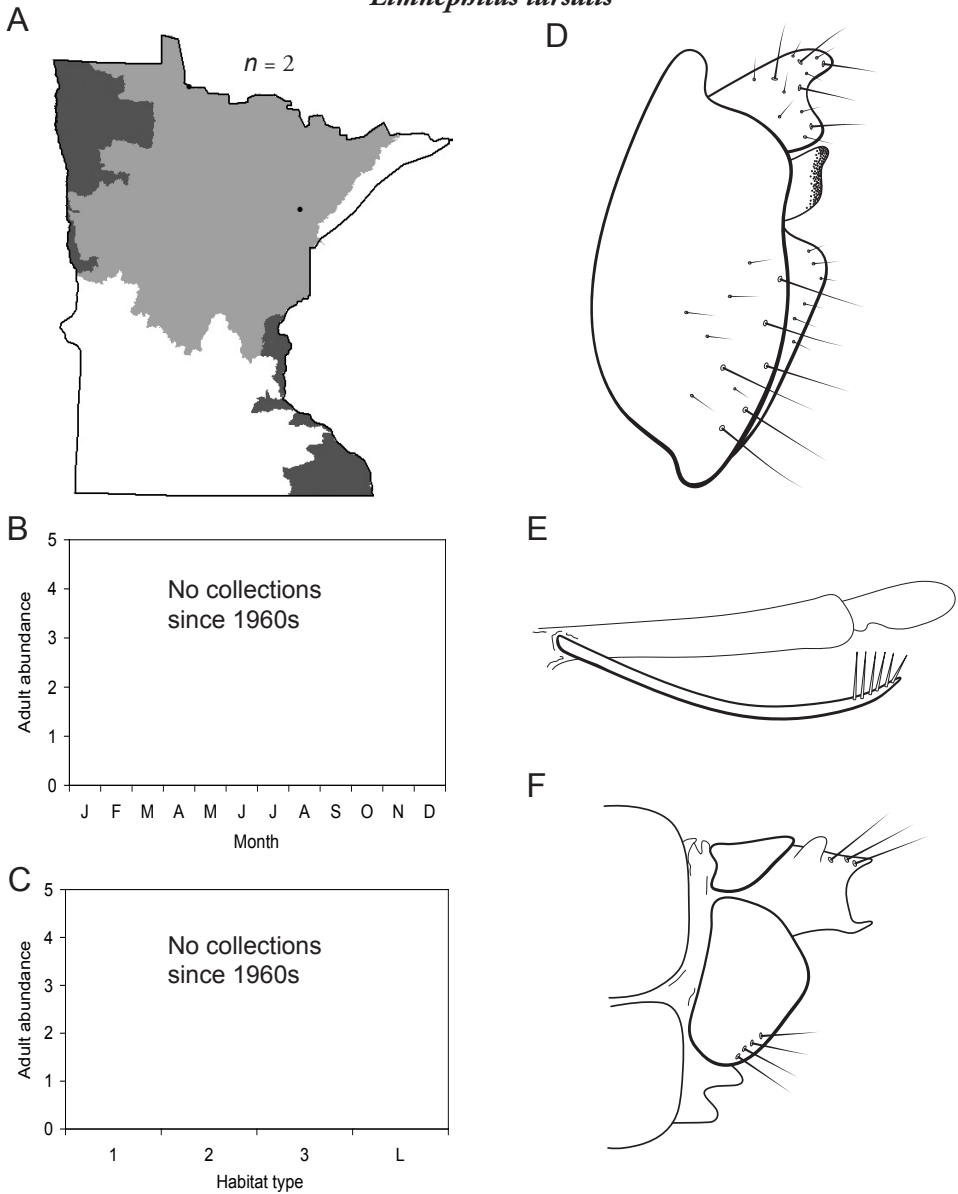 Limnephilus tarsalis
A
n = 2
D
B
5
4
3
2
1
0
Adult abundance
No collections
since 1960s
J F M A M J J A S O N D
Month
E
C
5
4
3
2
1
0
Adult abundance
No collections
since 1960s
1 2 3 L
Habitat type
F